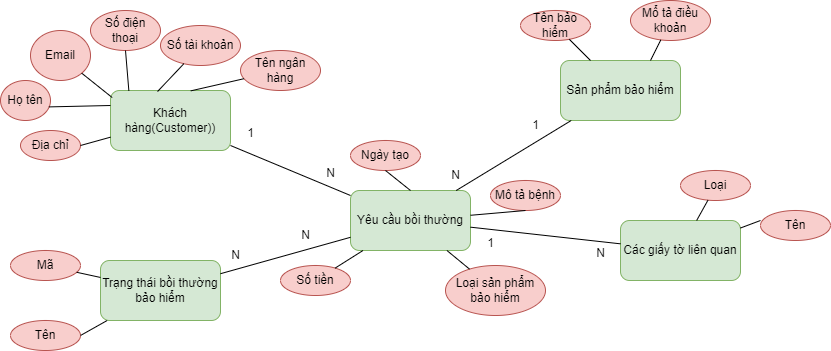 Số điện
thoại
Email
Số tài khoản
Tên ngân
hàng
Họ tên
Địa chỉ
Khách
hàng(Customer))
Tên bảo
hiểm
Mổ tả điều
khoản
Sản phẩm bảo hiểm
1
N
1
N
Ngày tạo
Mô tả bệnh
Yêu cầu bồi thường
Số tiền
Loại sản phẩm
bảo hiểm
N
N
1
N
Loại
Tên
Các giấy tờ liên quan
Mã
Tên
Trạng thái bồi thường
bảo hiểm